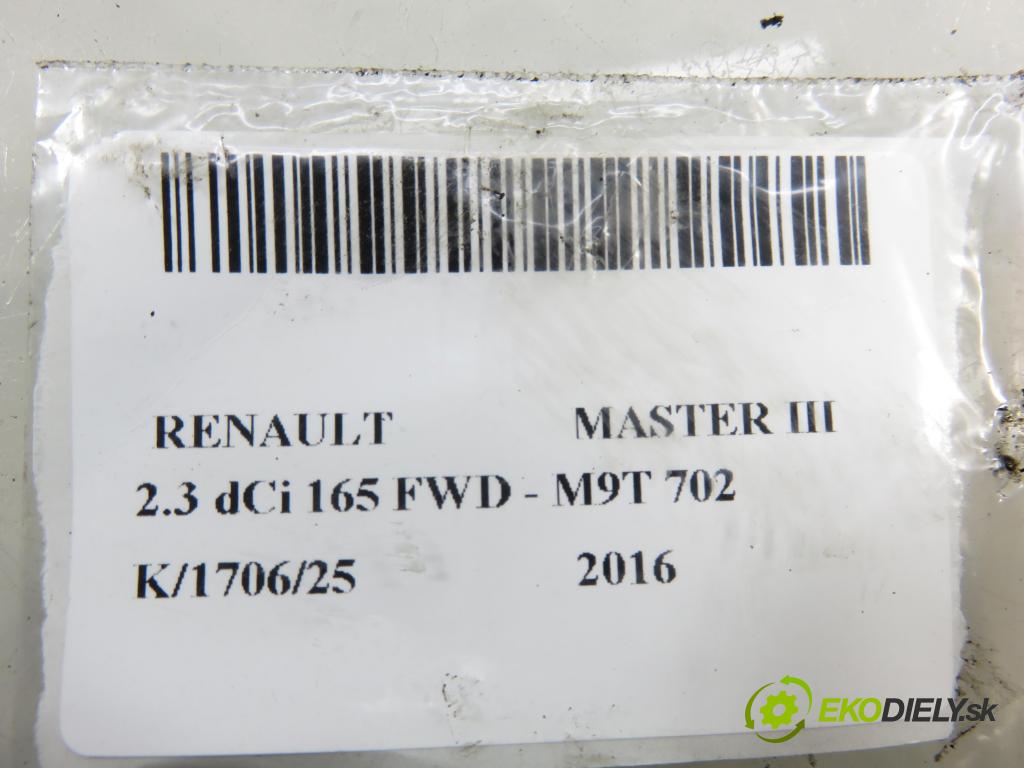 RENAULT MASTER III
2.3 dCi 165 FWD - M9T 702
K/1706/25 2016
EKODIELY.sk